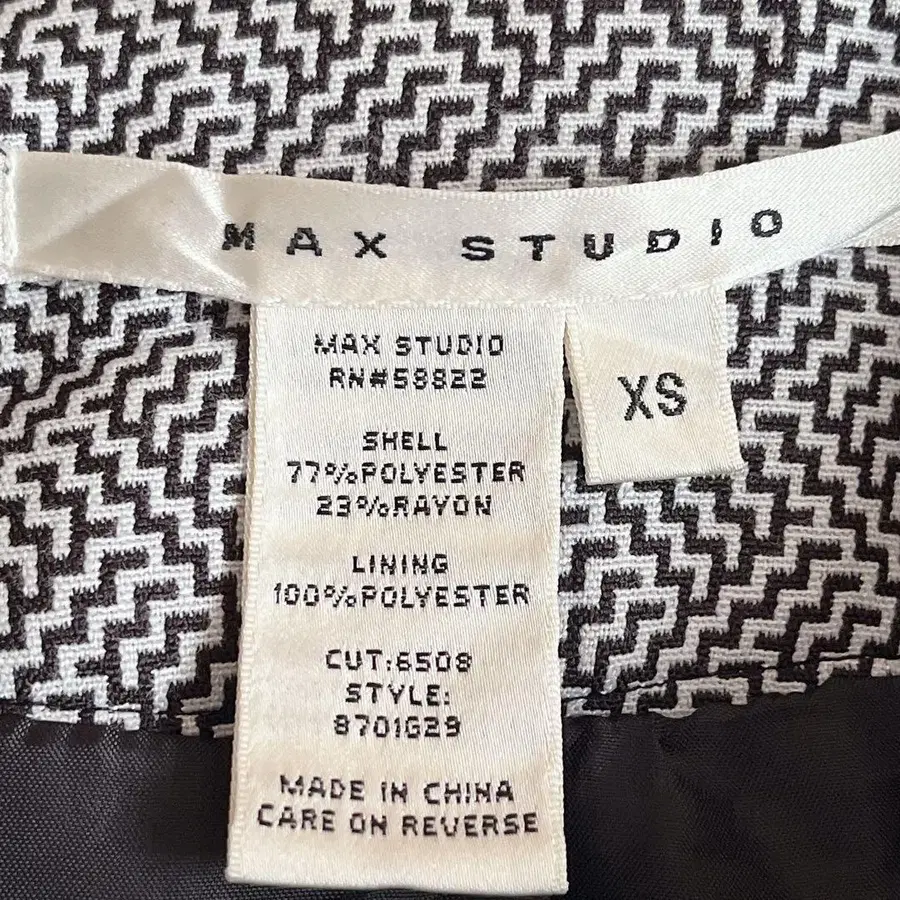 MAX STUDIO
XS
MAX STUDIO
RN#59822
SHELL
77%POLYESTER
23%RAYON
LINING
100%POLYESTER
CUT:6508
STYLE:
8701G29
MADE IN CHINA
CARE ON REVERSE